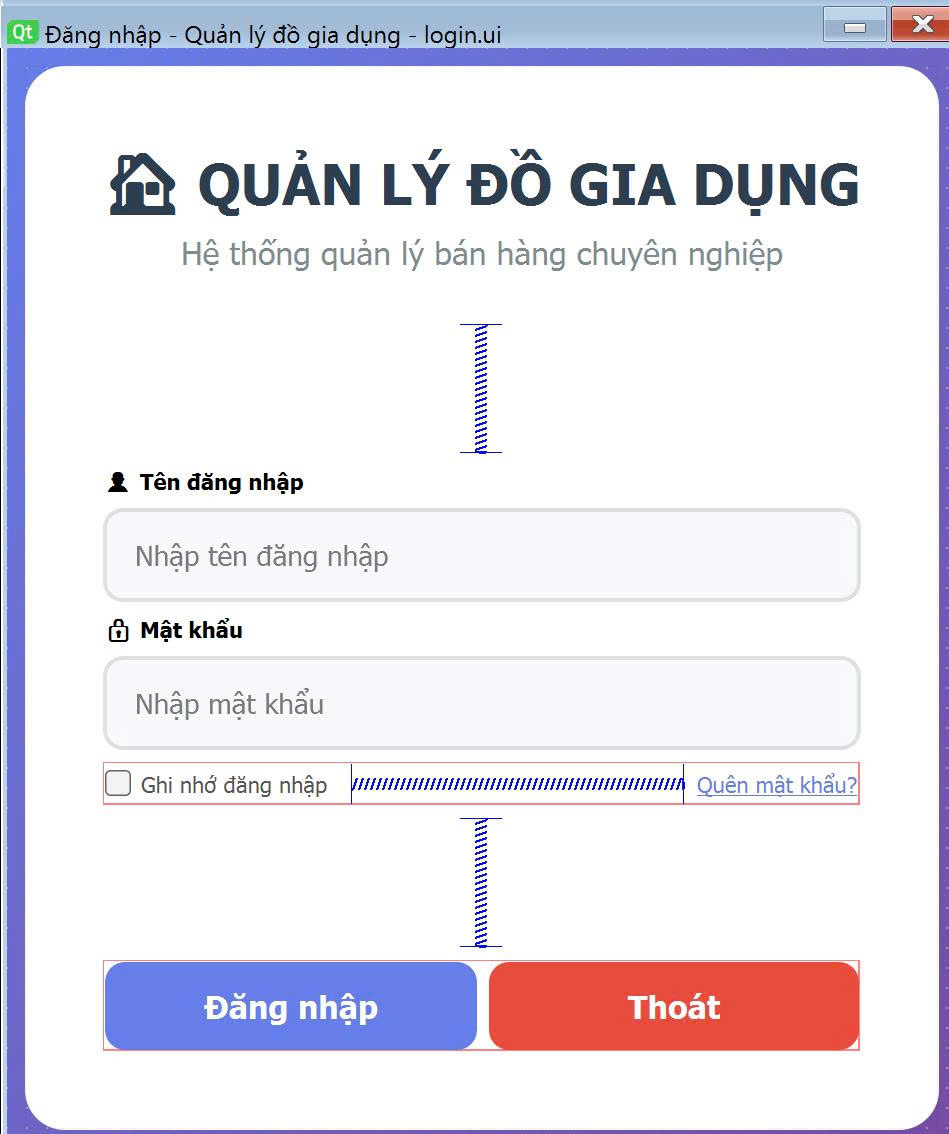 Qt Đăng nhập - Quản lý đồ gia dụng - login.ui
QUẢN LÝ ĐỒ GIA DỤNG
Hệ thống quản lý bán hàng chuyên nghiệp
Tên đăng nhập
Nhập tên đăng nhập
Mật khẩu
Nhập mật khẩu
Ghi nhớ đăng nhập Quên mật khẩu?
Đăng nhập Thoát